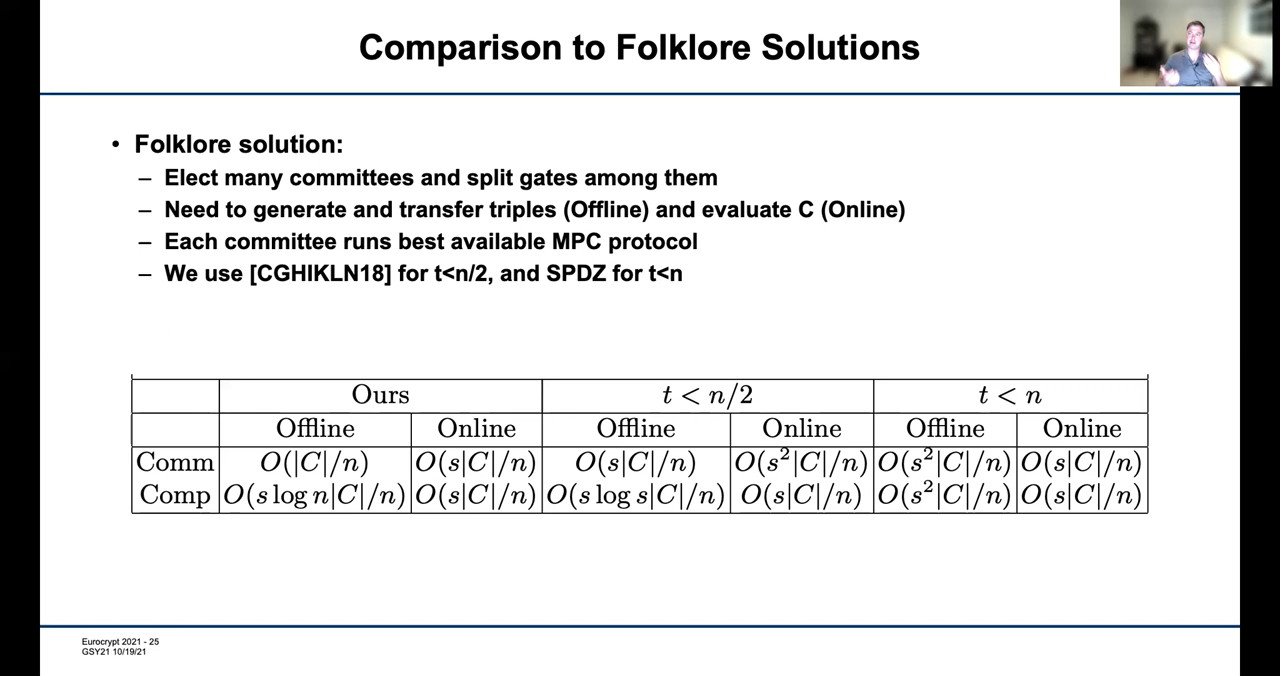 Comparison to Folklore Solutions
• Folklore solution:
– Elect many committees and split gates among them
– Need to generate and transfer triples (Offline) and evaluate C (Online)
– Each committee runs best available MPC protocol
– We use [CGHIKLN18] for t<n/2, and SPDZ for t<n
Ours t < n/2 t < n
Offline Online Offline Online Offline Online
Comm O(|C|/n) O(s|C|/n) O(s|C|/n) O(s²|C|/n) O(s²|C|/n) O(s|C|/n)
Comp O(s log n|C|/n) O(s|C|/n) O(s log s|C|/n) O(s|C|/n) O(s²|C|/n) O(s|C|/n)
Eurocrypt 2021 - 25
GSY21 10/19/21